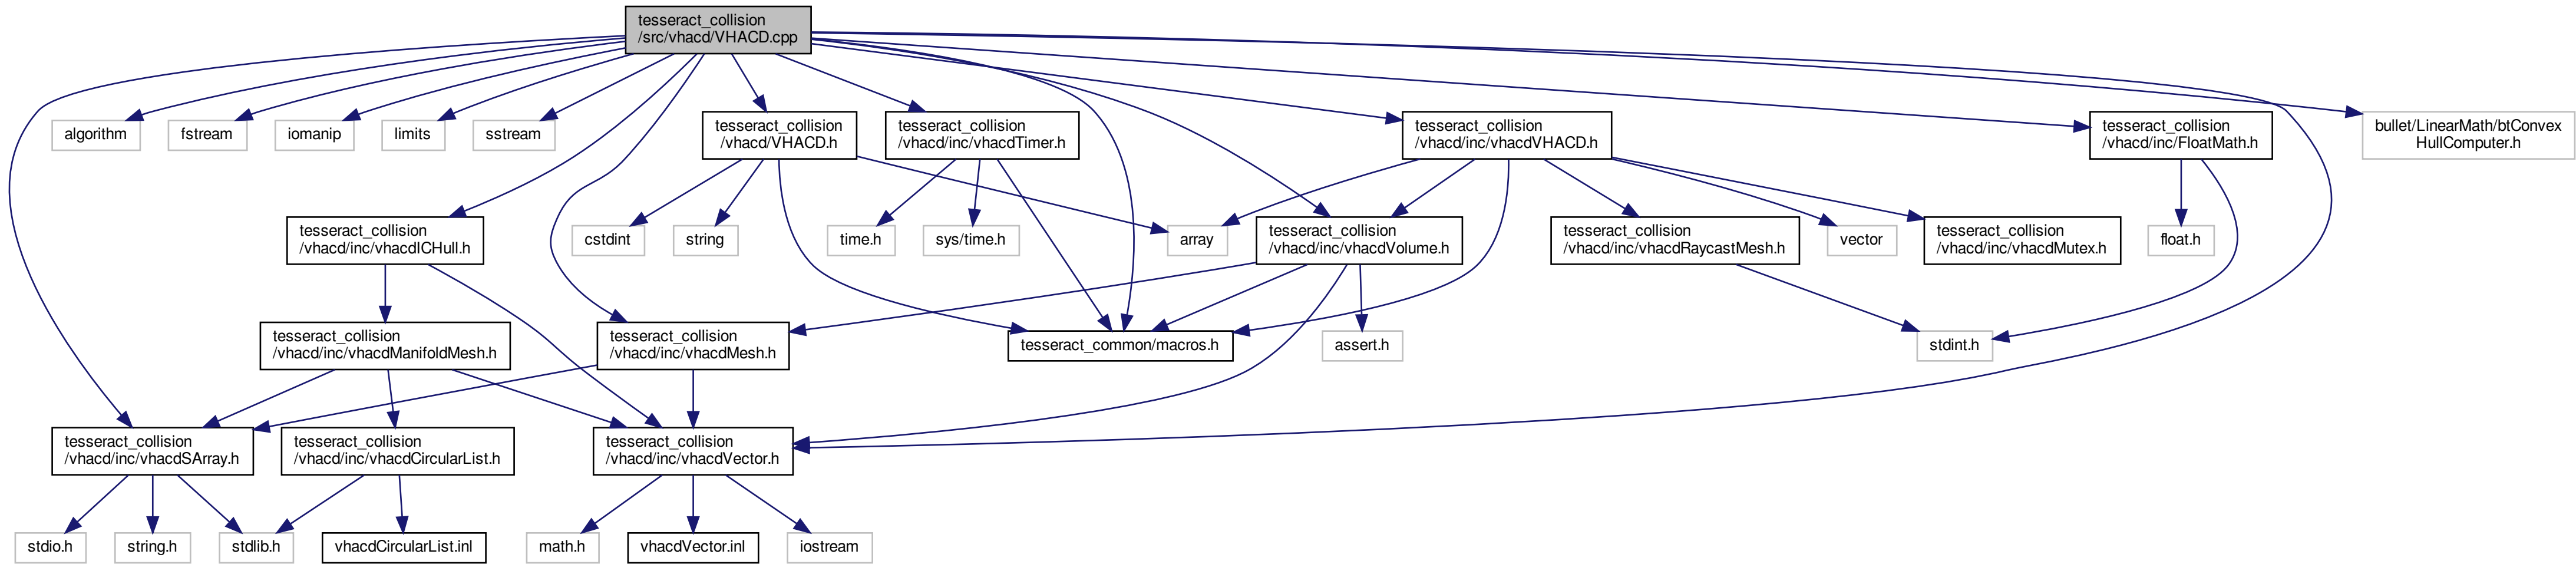 tesseract_collision
/src/vhacd/VHACD.cpp
algorithm
fstream
iomanip
limits
sstream
tesseract_collision
/vhacd/VHACD.h
tesseract_collision
/vhacd/inc/vhacdTimer.h
tesseract_collision
/vhacd/inc/vhacdVHACD.h
tesseract_collision
/vhacd/inc/FloatMath.h
bullet/LinearMath/btConvex
HullComputer.h
tesseract_collision
/vhacd/inc/vhacdICHull.h
cstdint
string
time.h
sys/time.h
array
tesseract_collision
/vhacd/inc/vhacdVolume.h
tesseract_collision
/vhacd/inc/vhacdRaycastMesh.h
vector
tesseract_collision
/vhacd/inc/vhacdMutex.h
float.h
tesseract_collision
/vhacd/inc/vhacdManifoldMesh.h
tesseract_collision
/vhacd/inc/vhacdMesh.h
tesseract_common/macros.h
assert.h
stdint.h
tesseract_collision
/vhacd/inc/vhacdSArray.h
tesseract_collision
/vhacd/inc/vhacdCircularList.h
tesseract_collision
/vhacd/inc/vhacdVector.h
stdio.h
string.h
stdlib.h
vhacdCircularList.inl
math.h
vhacdVector.inl
iostream